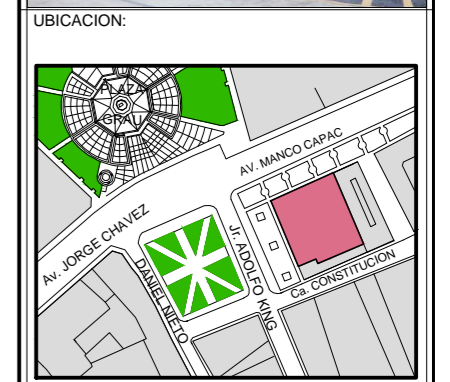 UBICACION:
PLAZA
GRAU
AV. MANCO CAPAC
Av. JORGE CHAVEZ
Jr. ADOLFO KING
DANIEL NIETO
Ca. CONSTITUCION